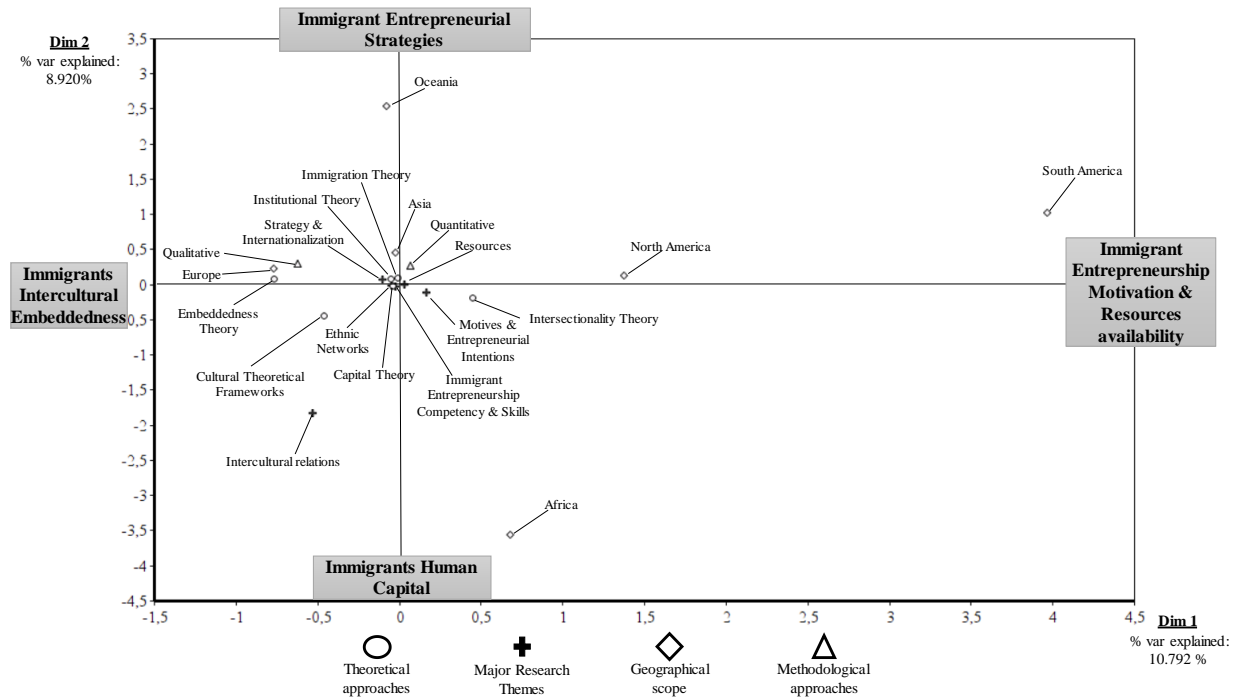 Immigrant Entrepreneurial
Strategies
Dim 2
% var explained:
8.920%
3,5
3
2,5
2
1,5
1
0,5
0
0,5
-1
-1,5
-2
-2,5
-3
-3,5
-4
-4,5
Oceania
Immigration Theory
Institutional Theory
Asia
Strategy &
Internationalization
Quantitative
Resources
Qualitative
Europe
North America
South America
Immigrants
Intercultural
Embeddedness
Immigrant
Entrepreneurship
Motivation &
Resources
availability
Embeddedness
Theory
Ethnic
Networks
Motives &
Entrepreneurial
Intentions
Intersectionality Theory
Cultural Theoretical
Frameworks
Capital Theory
Immigrant
Entrepreneurship
Competency & Skills
Intercultural relations
Africa
Immigrants Human
Capital
-1,5
-1
-0,5
0
0,5
1
1,5
2
2,5
3
3,5
4
4,5
Dim 1
% var explained:
10.792 %
Theoretical
approaches
Major Research
Themes
Geographical
scope
Methodological
approaches